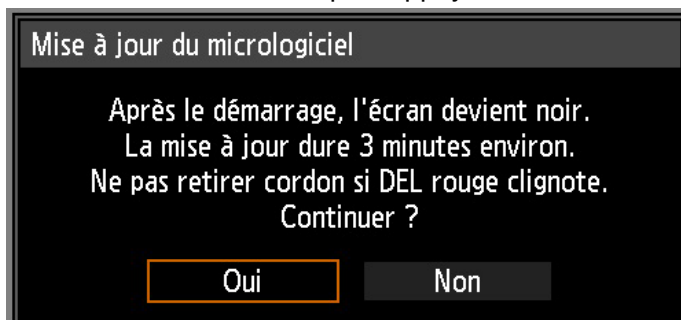 Mise à jour du micrologiciel
Après le démarrage, l'écran devient noir.
La mise à jour dure 3 minutes environ.
Ne pas retirer cordon si DEL rouge clignote.
Continuer ?
Oui Non